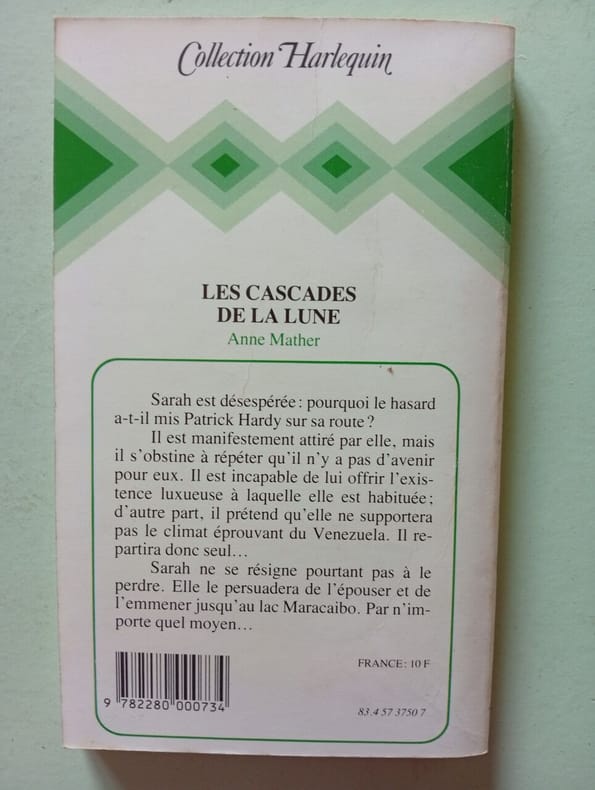 Collection Harlequin
LES CASCADES
DE LA LUNE
Anne Mather
Sarah est désespérée : pourquoi le hasard
a-t-il mis Patrick Hardy sur sa route ?
Il est manifestement attiré par elle, mais
il s'obstine à répéter qu'il n'y a pas d'avenir
pour eux. Il est incapable de lui offrir l'exis-
tence luxueuse à laquelle elle est habituée ;
d'autre part, il prétend qu'elle ne supportera
pas le climat éprouvant du Venezuela. Il re-
partira donc seul...
Sarah ne se résigne pourtant pas à le
perdre. Elle le persuadera de l'épouser et de
l'emmener jusqu'au lac Maracaibo. Par n'im-
porte quel moyen...
FRANCE : 10 F
9 782280 000734
83.4 57 3750 7